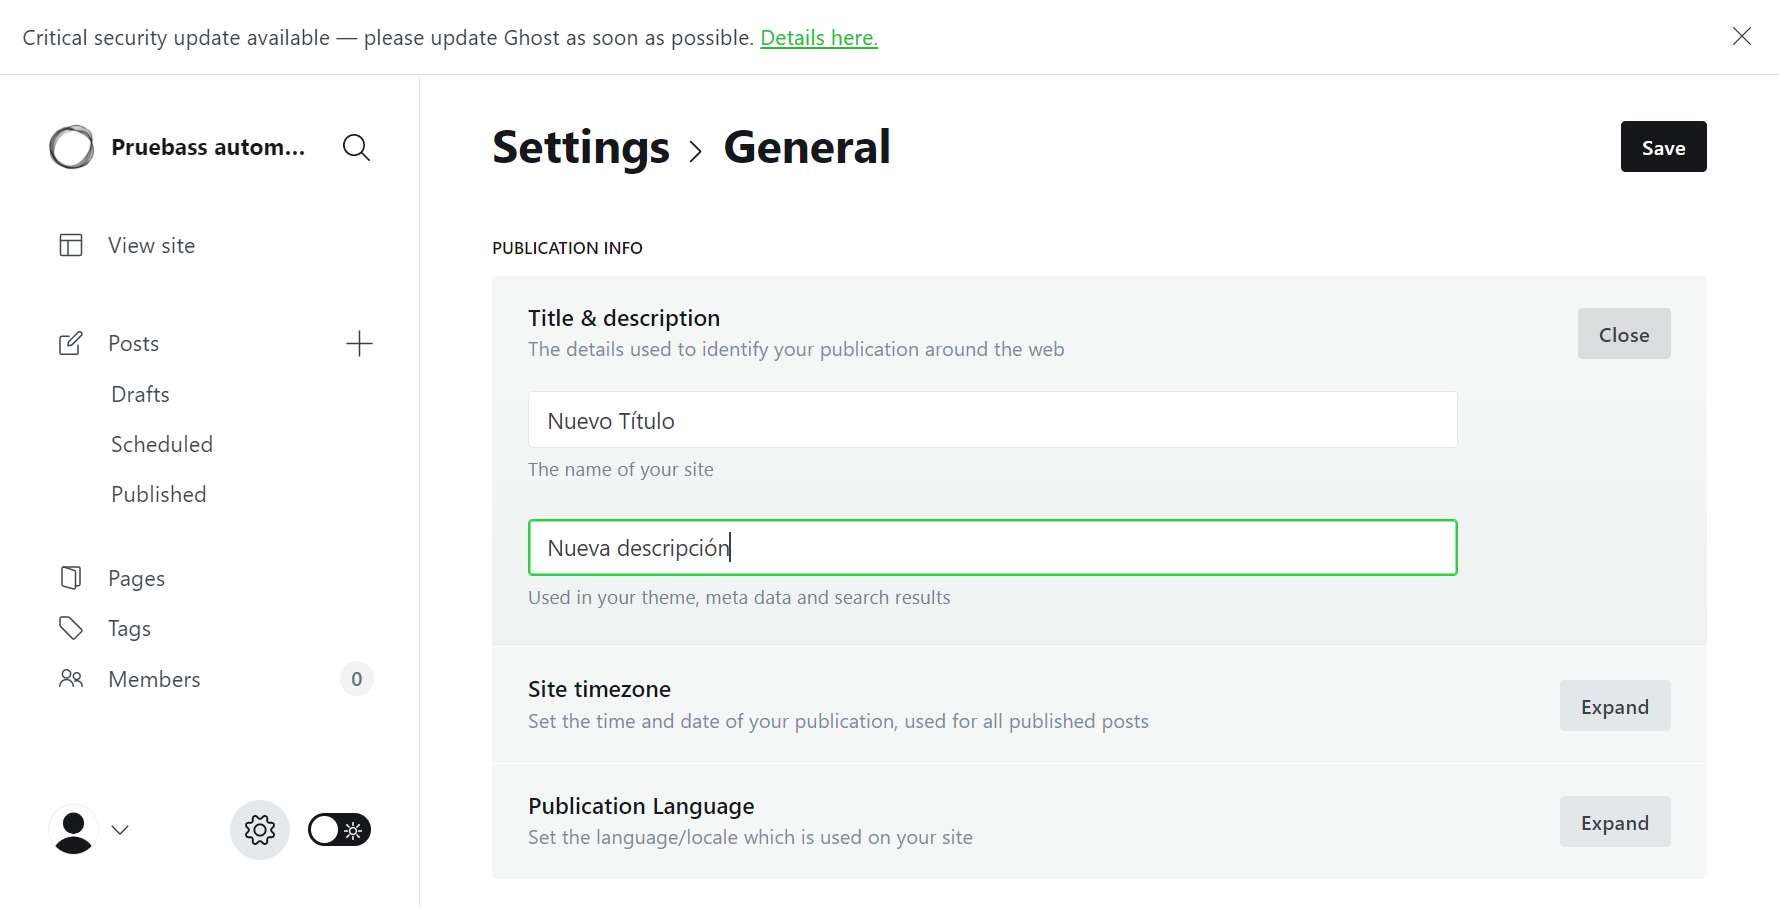 Critical security update available — please update Ghost as soon as possible. Details here.
Pruebass autom...
View site
Posts
Drafts
Scheduled
Published
Pages
Tags
Members
0
Settings > General
Save
PUBLICATION INFO
Title & description
The details used to identify your publication around the web
Close
Nuevo Título
The name of your site
Nueva descripción
Used in your theme, meta data and search results
Site timezone
Set the time and date of your publication, used for all published posts
Expand
Publication Language
Set the language/locale which is used on your site
Expand